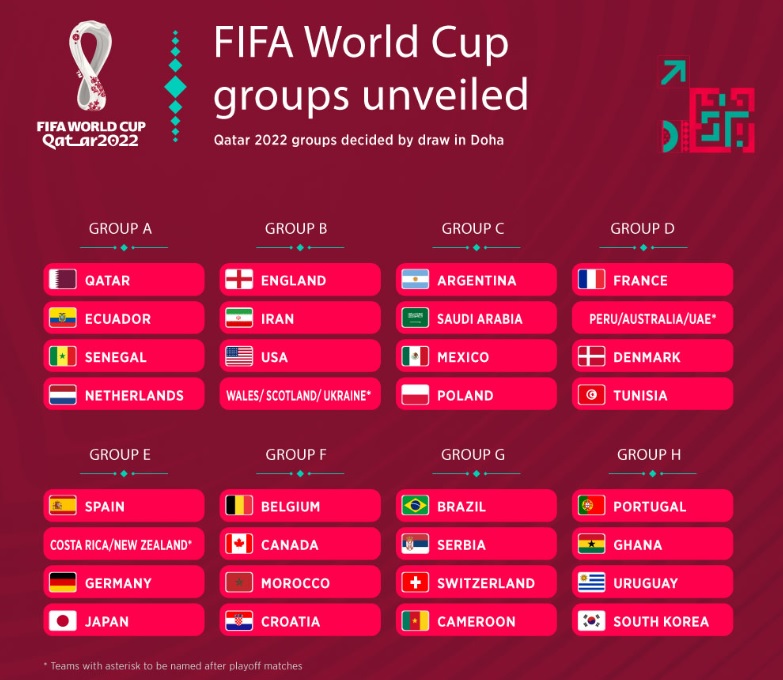 FIFA World Cup
groups unveiled
Qatar 2022 groups decided by draw in Doha
FIFA WORLD CUP
Qatar2022
GROUP A
QATAR
ECUADOR
SENEGAL
NETHERLANDS
GROUP B
ENGLAND
IRAN
USA
WALES/ SCOTLAND/ UKRAINE*
GROUP C
ARGENTINA
SAUDI ARABIA
MEXICO
POLAND
GROUP D
FRANCE
PERU/AUSTRALIA/UAE*
DENMARK
TUNISIA
GROUP E
SPAIN
COSTA RICA/NEW ZEALAND*
GERMANY
JAPAN
GROUP F
BELGIUM
CANADA
MOROCCO
CROATIA
GROUP G
BRAZIL
SERBIA
SWITZERLAND
CAMEROON
GROUP H
PORTUGAL
GHANA
URUGUAY
SOUTH KOREA
* Teams with asterisk to be named after playoff matches